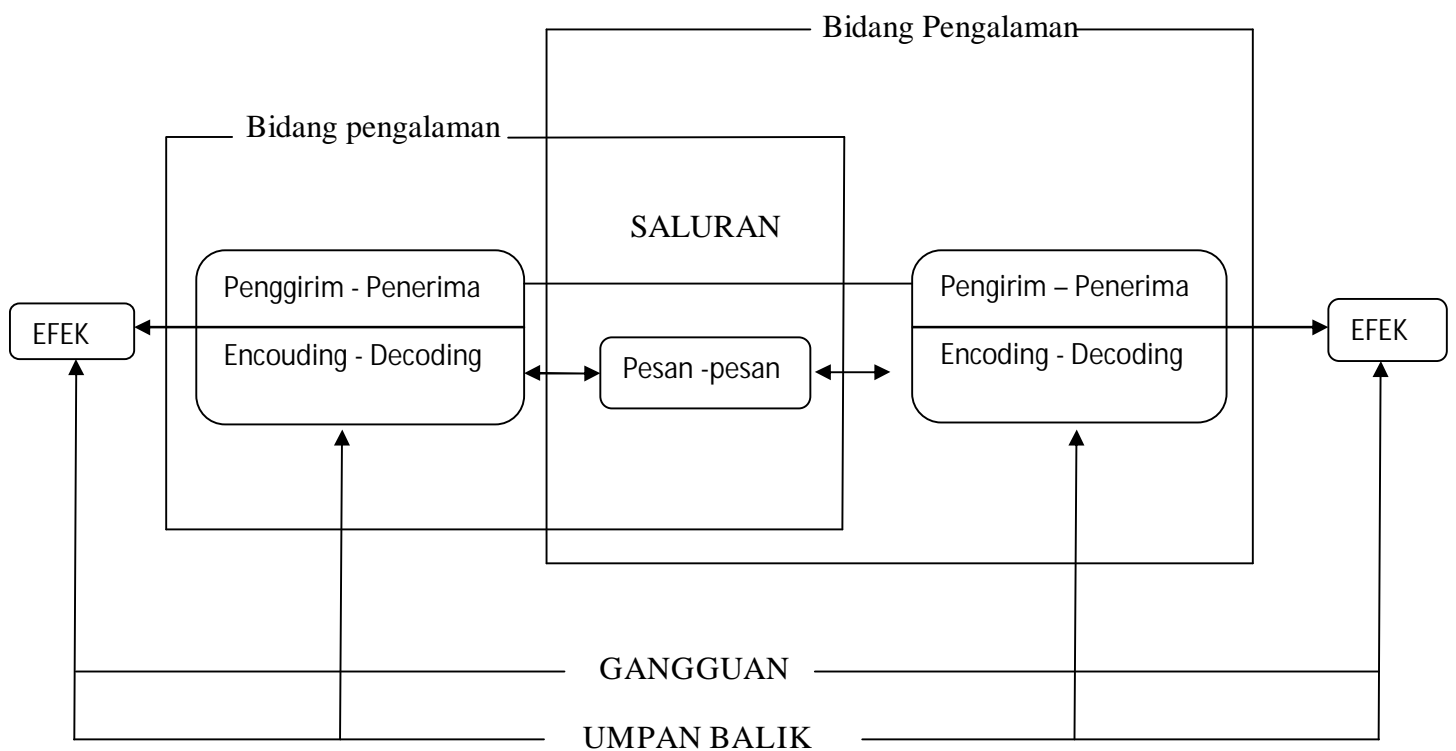 Bidang Pengalaman
Bidang pengalaman
SALURAN
Penggirim - Penerima
Encouding - Decoding
Pengirim – Penerima
Encoding - Decoding
EFEK
Pesan -pesan
EFEK
GANGGUAN
UMPAN BALIK